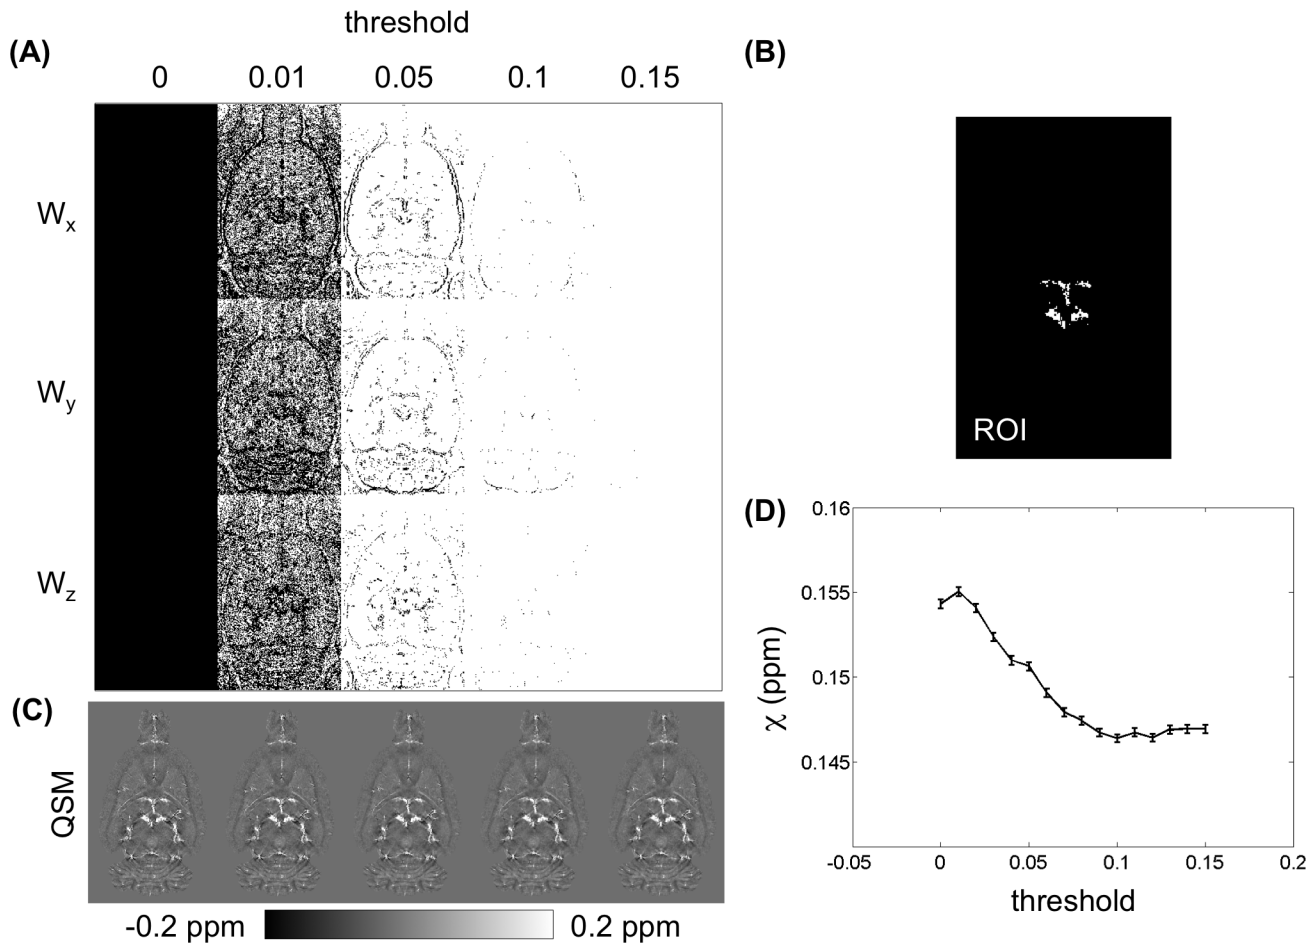 threshold
(A)
(B)
0 0.01 0.05 0.1 0.15
Wx
Wy
Wz
ROI
(C)
QSM
-0.2 ppm 0.2 ppm
(D)
0.16
0.155
0.15
0.145
χ (ppm)
-0.05 0 0.05 0.1 0.15 0.2
threshold